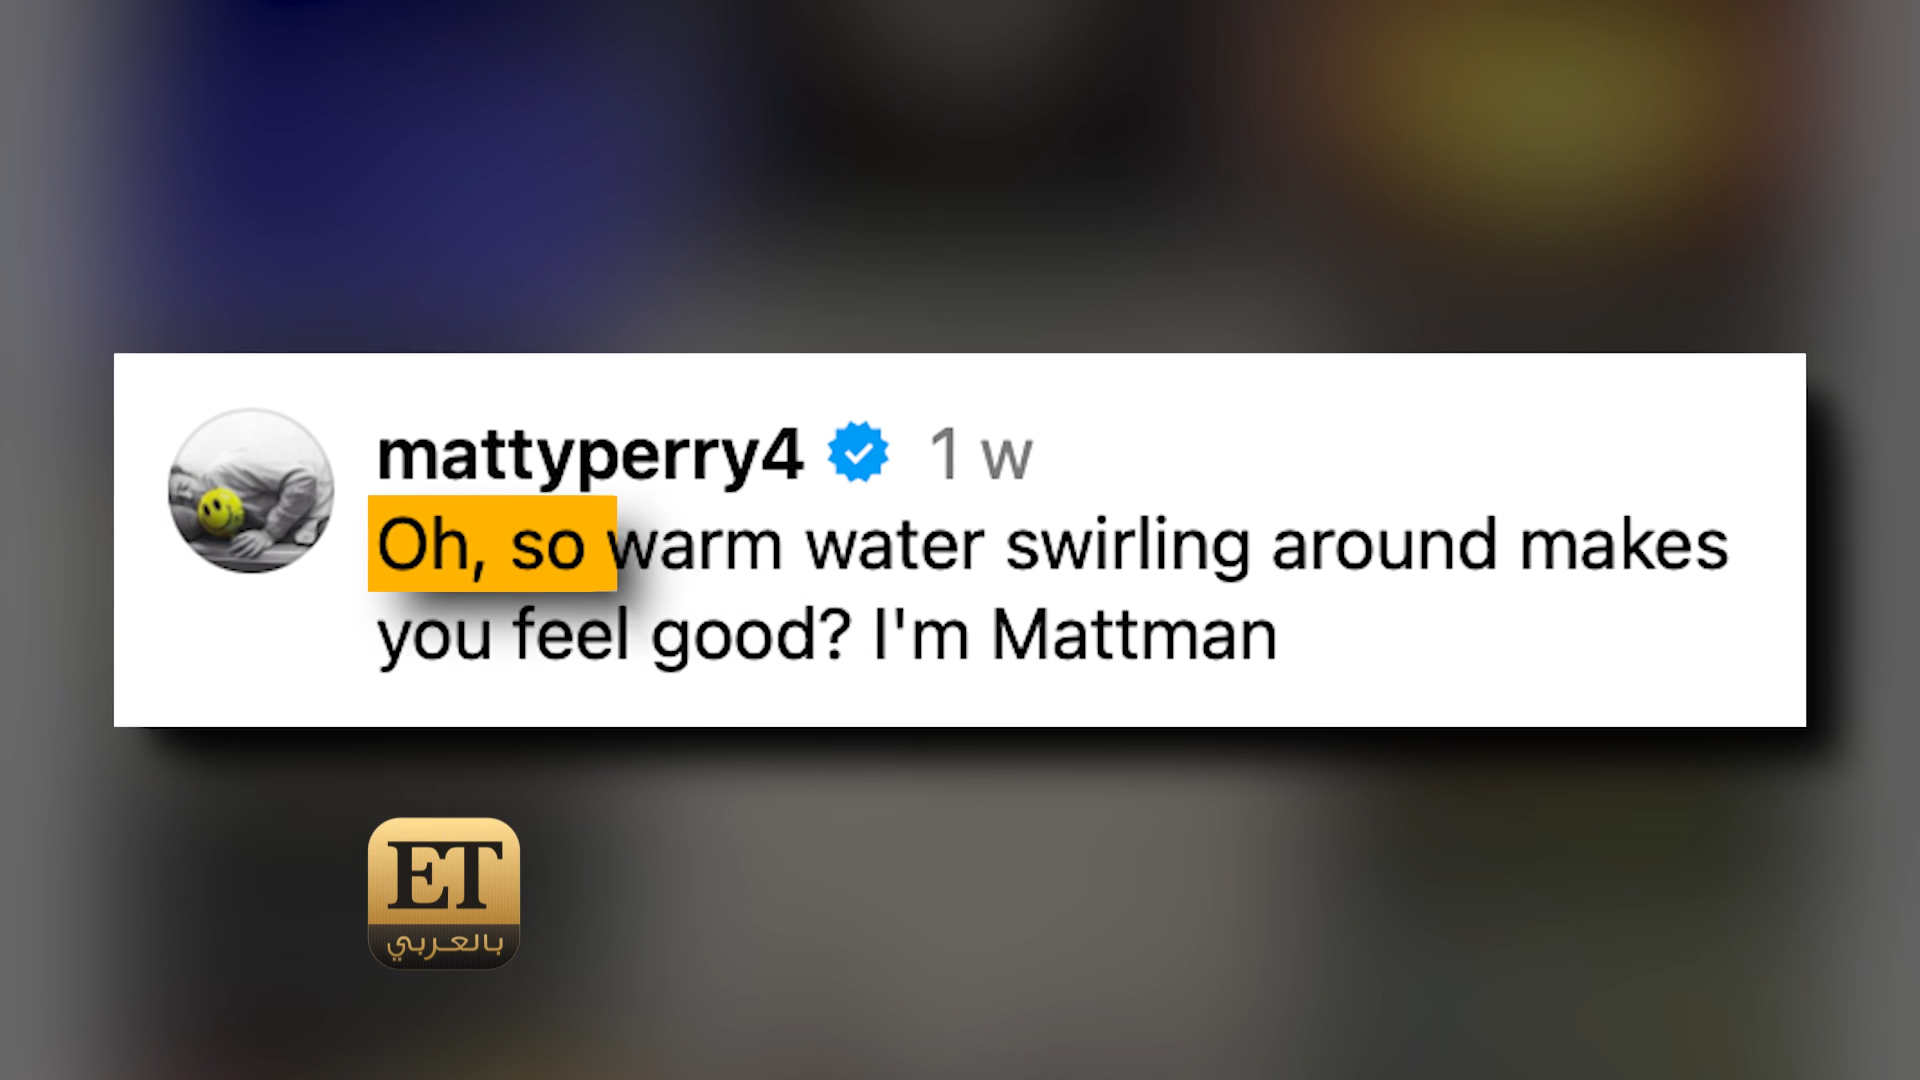 mattyperry4 1 w
Oh, so warm water swirling around makes
you feel good? I'm Mattman
ET
بالعربي